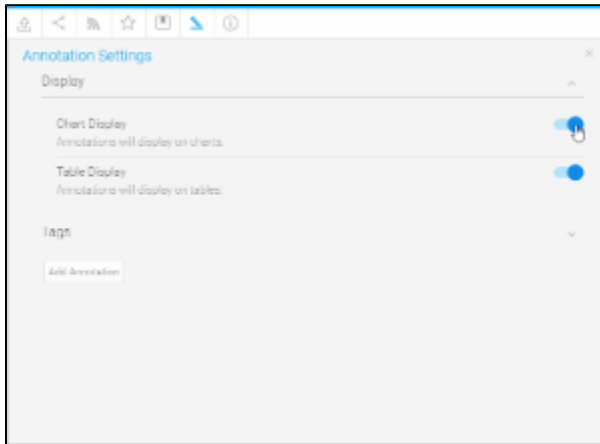 Annotation Settings
Display
Chart Display
Annotations will display on charts.
Table Display
Annotations will display on tables.
Tags
Add Annotation